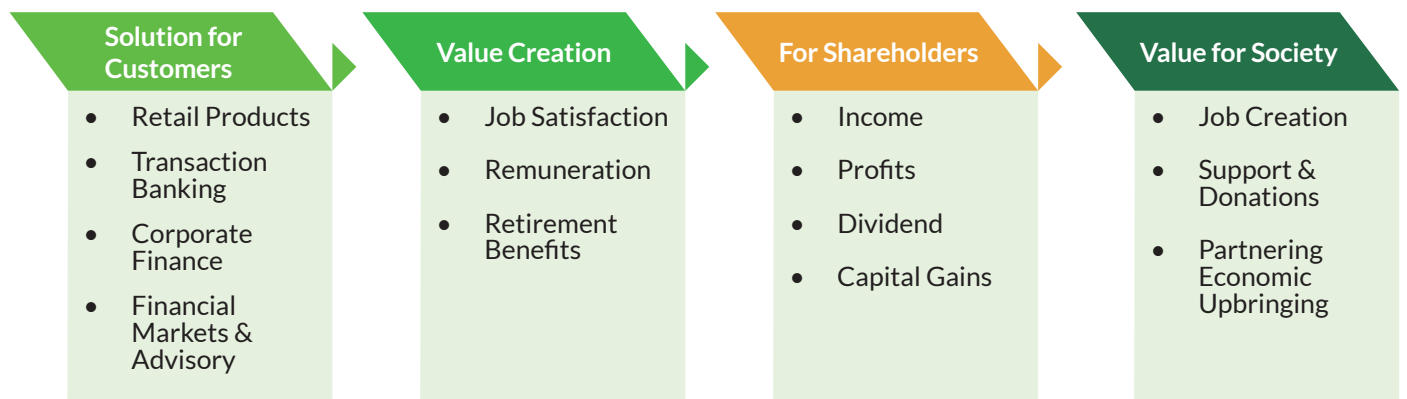 Solution for
Customers
• Retail Products
• Transaction
Banking
• Corporate
Finance
• Financial
Markets &
Advisory
Value Creation
• Job Satisfaction
• Remuneration
• Retirement
Benefits
For Shareholders
• Income
• Profits
• Dividend
• Capital Gains
Value for Society
• Job Creation
• Support &
Donations
• Partnering
Economic
Upbringing